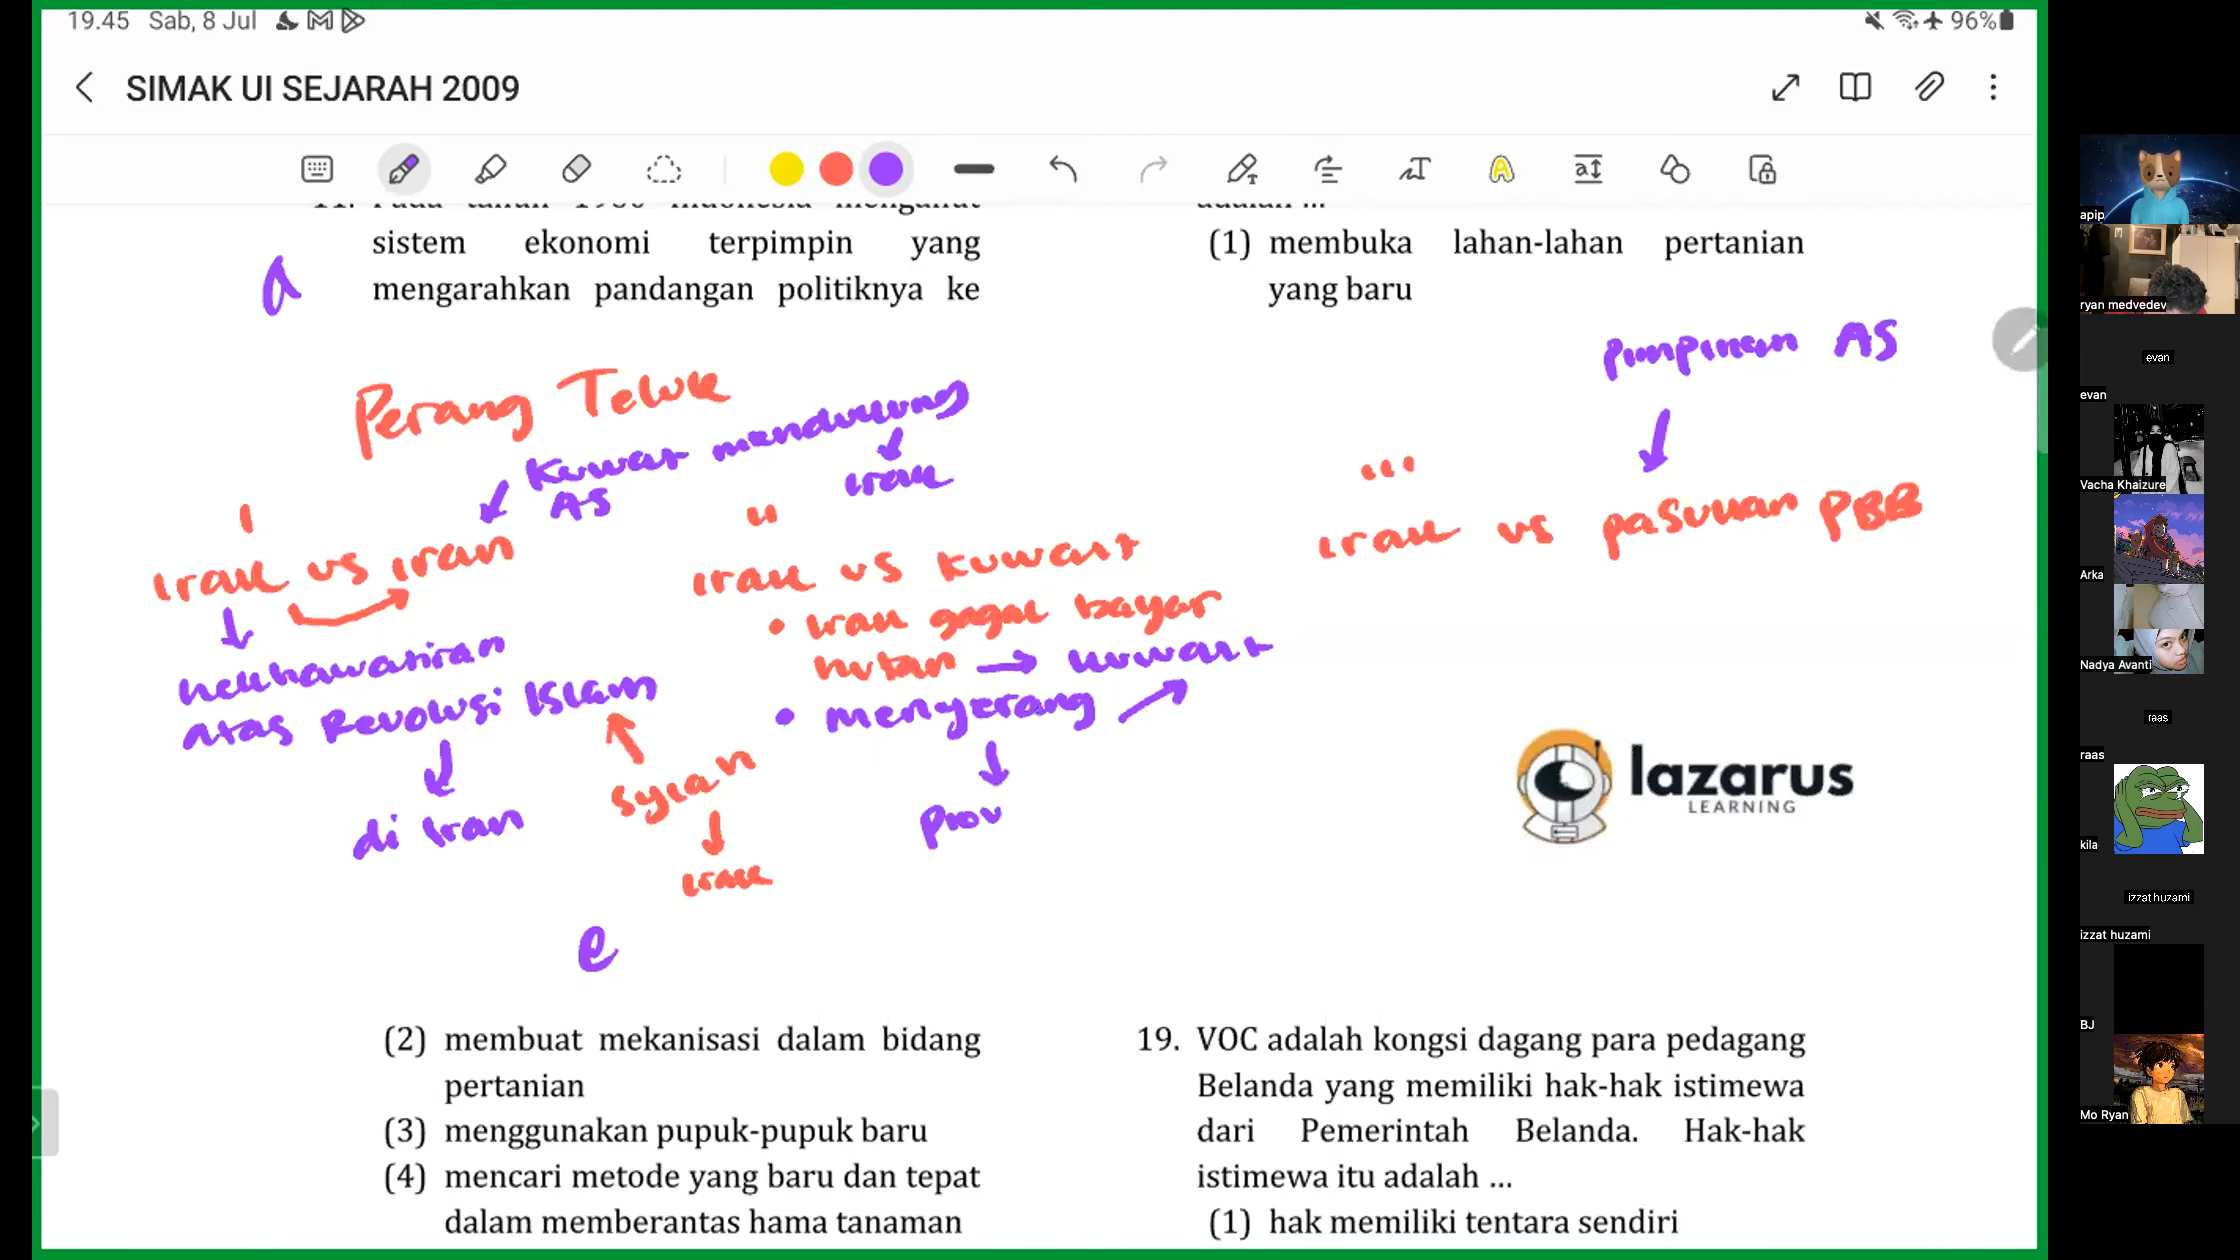 19.45 Sab, 8 Jul
96%
SIMAK UI SEJARAH 2009
sistem ekonomi terpimpin yang
mengarahkan pandangan politiknya ke
a
(1) membuka lahan-lahan pertanian
yang baru
Perang Teluk
Kuwait mendukung
AS
Irak
I
Irak vs Iran
kekhawatiran
atas Revolusi Islam
di Iran
Syiah
Irak
II
Irak vs Kuwait
• Irak gagal bayar
hutan → Kuwait
• menyerang
Prov
Pimpinan AS
III
Irak vs pasukan PBB
e
lazarus
LEARNING
(2) membuat mekanisasi dalam bidang
pertanian
(3) menggunakan pupuk-pupuk baru
(4) mencari metode yang baru dan tepat
dalam memberantas hama tanaman
19. VOC adalah kongsi dagang para pedagang
Belanda yang memiliki hak-hak istimewa
dari Pemerintah Belanda. Hak-hak
istimewa itu adalah ...
(1) hak memiliki tentara sendiri
apip
ryan medvedev
evan
evan
Vacha Khaizure
Arka
Nadya Avanti
raas
raas
kila
izzat huzami
izzat huzami
BJ
Mo Ryan